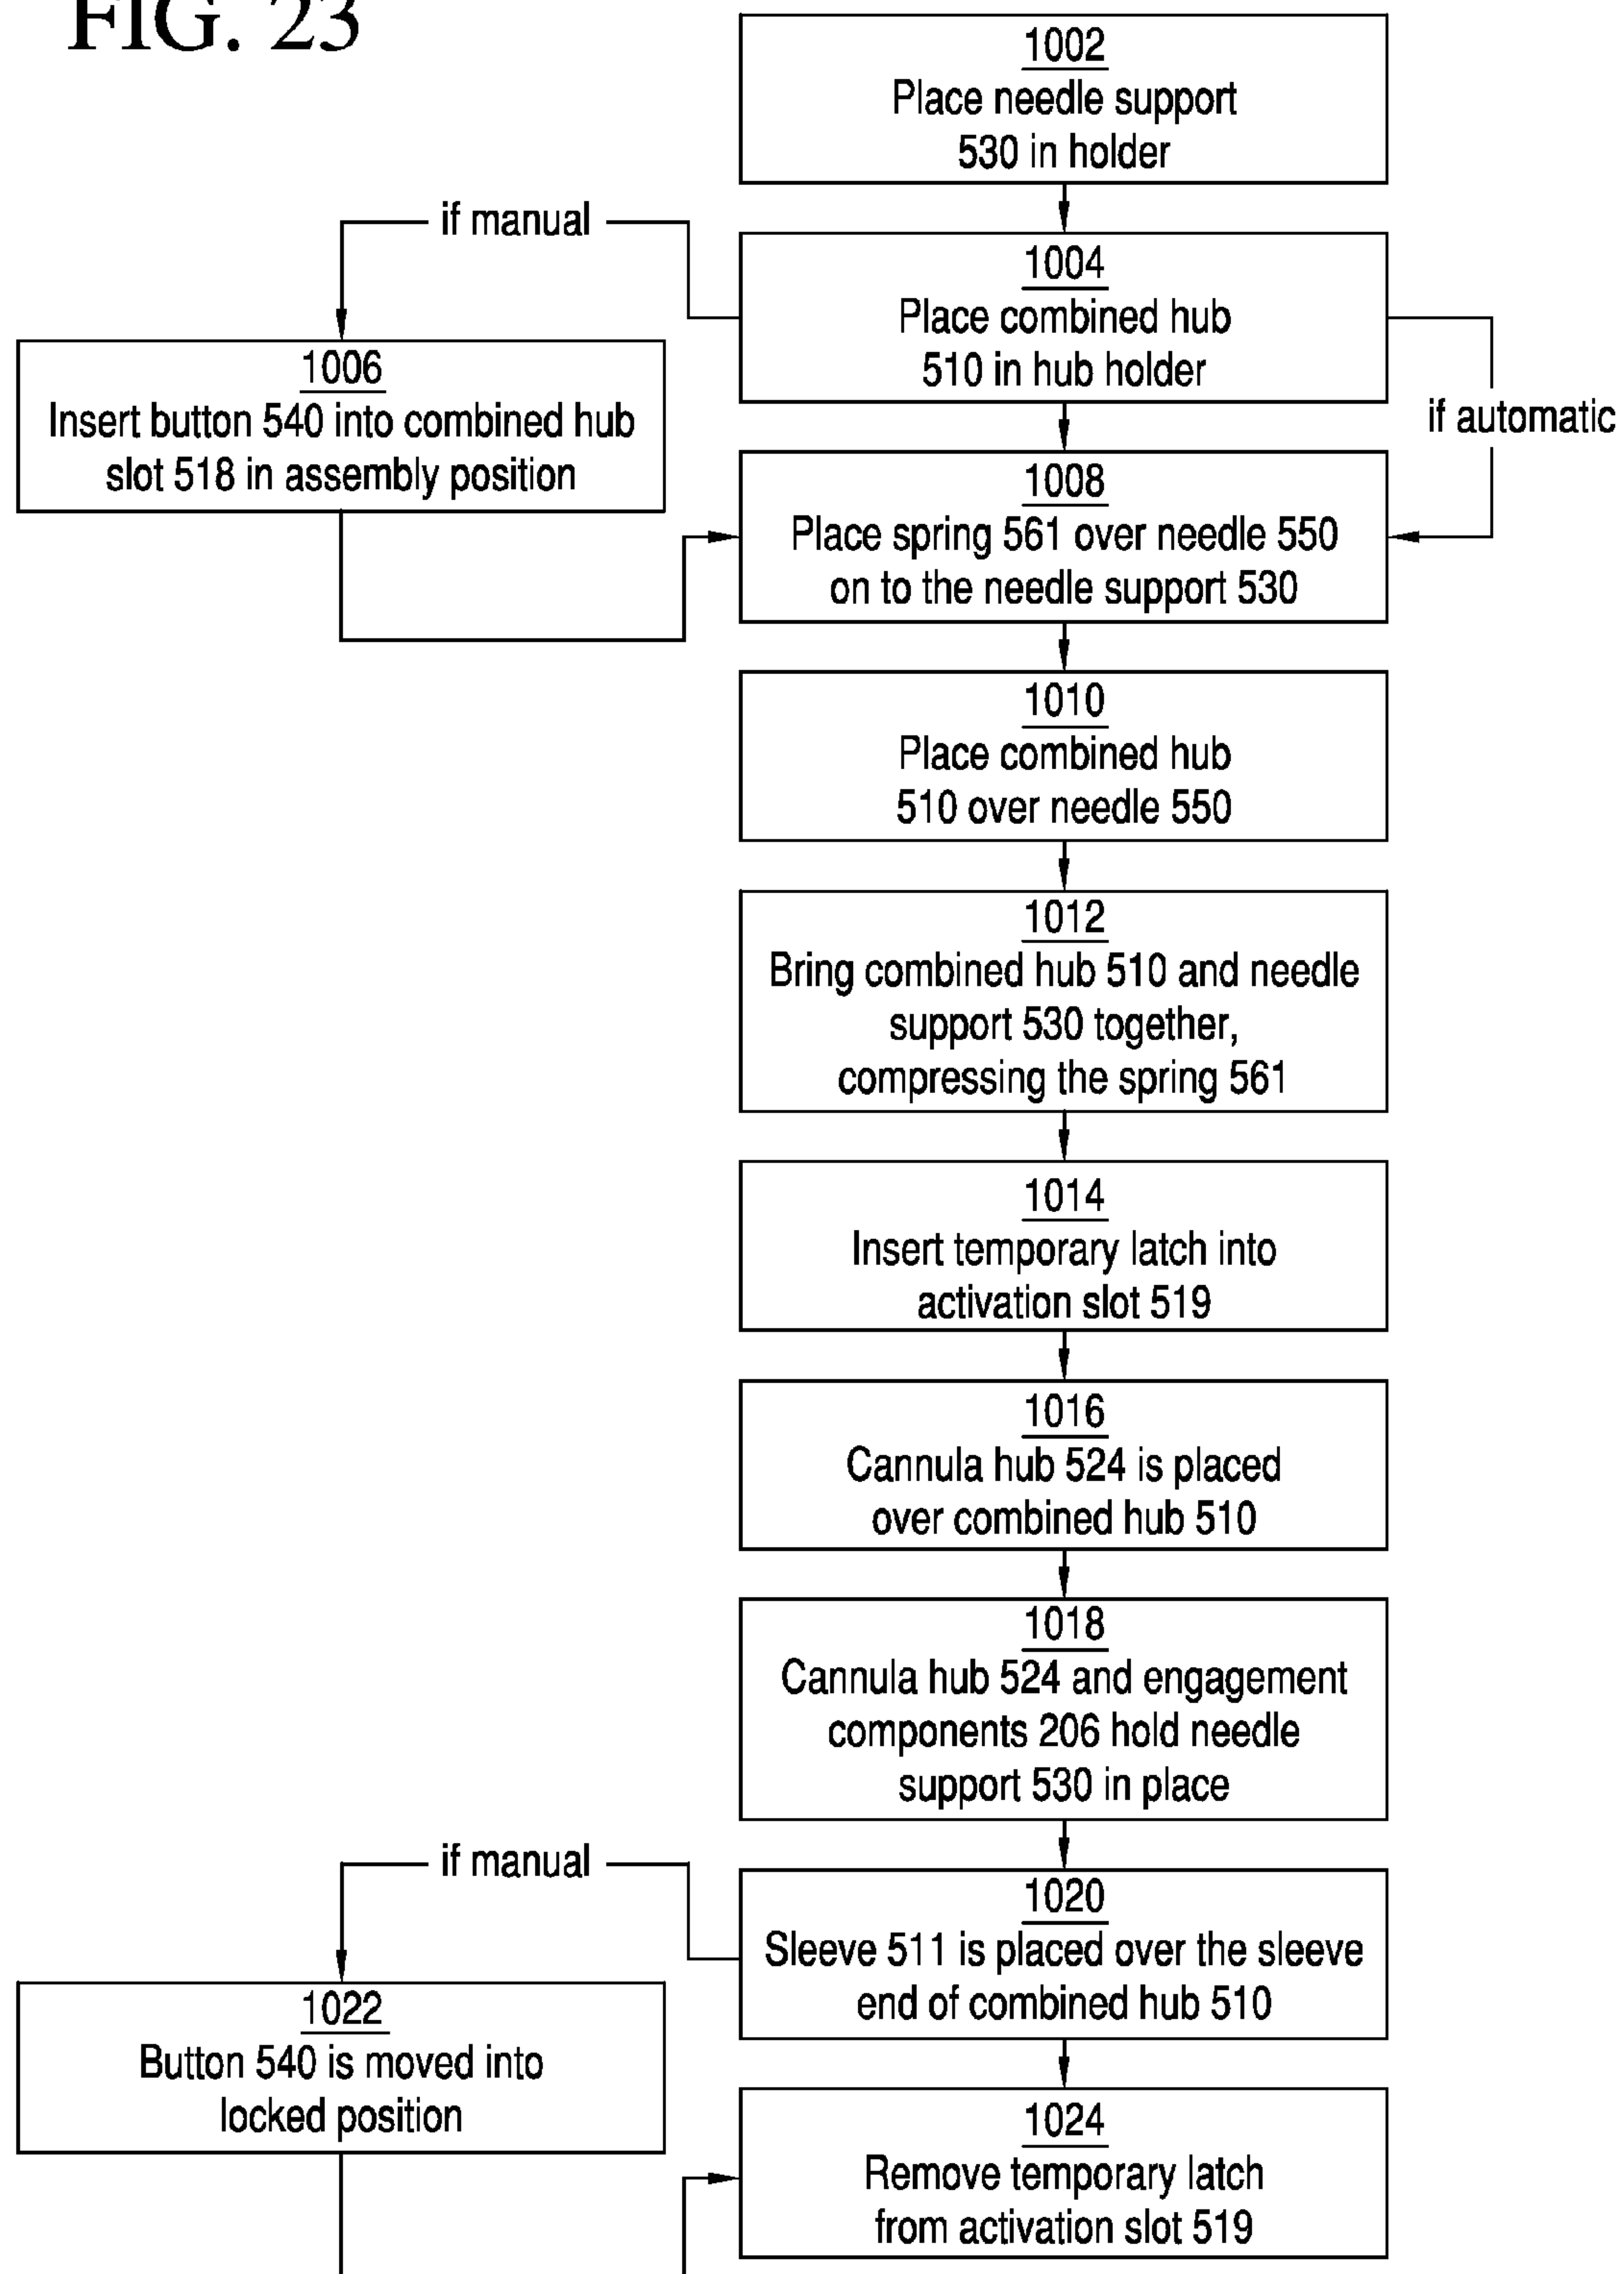 FIG. 23
1002
Place needle support
530 in holder
if manual
1004
Place combined hub
510 in hub holder
if automatic
1006
Insert button 540 into combined hub
slot 518 in assembly position
1008
Place spring 561 over needle 550
on to the needle support 530
1010
Place combined hub
510 over needle 550
1012
Bring combined hub 510 and needle
support 530 together,
compressing the spring 561
1014
Insert temporary latch into
activation slot 519
1016
Cannula hub 524 is placed
over combined hub 510
1018
Cannula hub 524 and engagement
components 206 hold needle
support 530 in place
if manual
1020
Sleeve 511 is placed over the sleeve
end of combined hub 510
1022
Button 540 is moved into
locked position
1024
Remove temporary latch
from activation slot 519